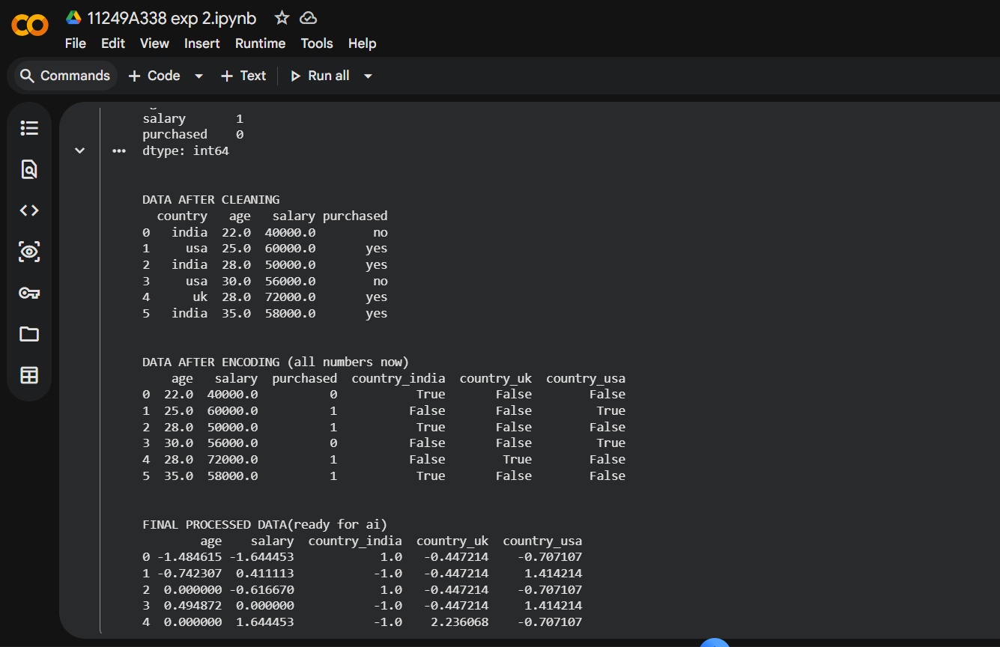 11249A338 exp 2.ipynb
File Edit View Insert Runtime Tools Help
Commands + Code + Text Run all
salary 1
purchased 0
dtype: int64
DATA AFTER CLEANING
country age salary purchased
0 india 22.0 40000.0 no
1 usa 25.0 60000.0 yes
2 india 28.0 50000.0 yes
3 usa 30.0 56000.0 no
4 uk 28.0 72000.0 yes
5 india 35.0 58000.0 yes
DATA AFTER ENCODING (all numbers now)
age salary purchased country_india country_uk country_usa
0 22.0 40000.0 0 True False False
1 25.0 60000.0 1 False False True
2 28.0 50000.0 1 True False False
3 30.0 56000.0 0 False False True
4 28.0 72000.0 1 False True False
5 35.0 58000.0 1 True False False
FINAL PROCESSED DATA(ready for ai)
age salary country_india country_uk country_usa
0 -1.484615 -1.644453 1.0 -0.447214 -0.707107
1 -0.742307 0.411113 -1.0 -0.447214 1.414214
2 0.000000 -0.616670 1.0 -0.447214 -0.707107
3 0.494872 0.000000 -1.0 -0.447214 1.414214
4 0.000000 1.644453 -1.0 2.236068 -0.707107